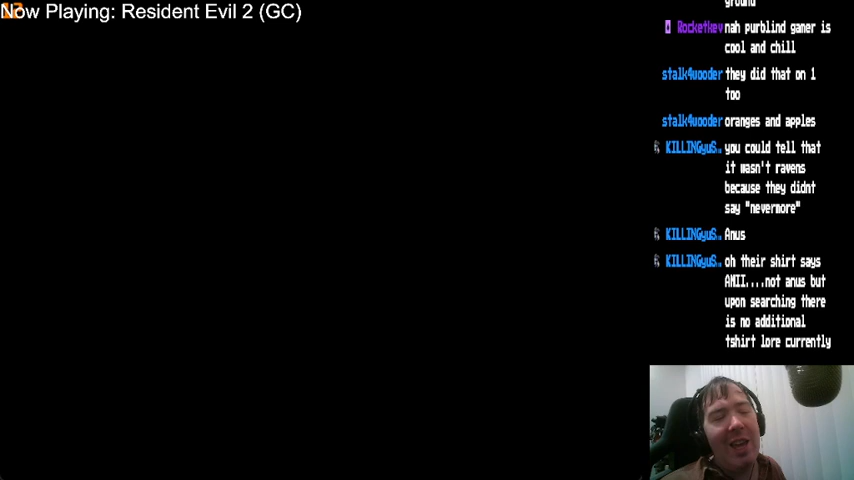 Now Playing: Resident Evil 2 (GC)
ground
Rocketkev nah purblind gamer is
cool and chill
stalk4wooder they did that on 1
too
stalk4wooder oranges and apples
KILLINGyuS.. you could tell that
it wasn't ravens
because they didnt
say "nevermore"
KILLINGyuS.. Anus
KILLINGyuS.. oh their shirt says
AMII....not anus but
upon searching there
is no additional
tshirt lore currently